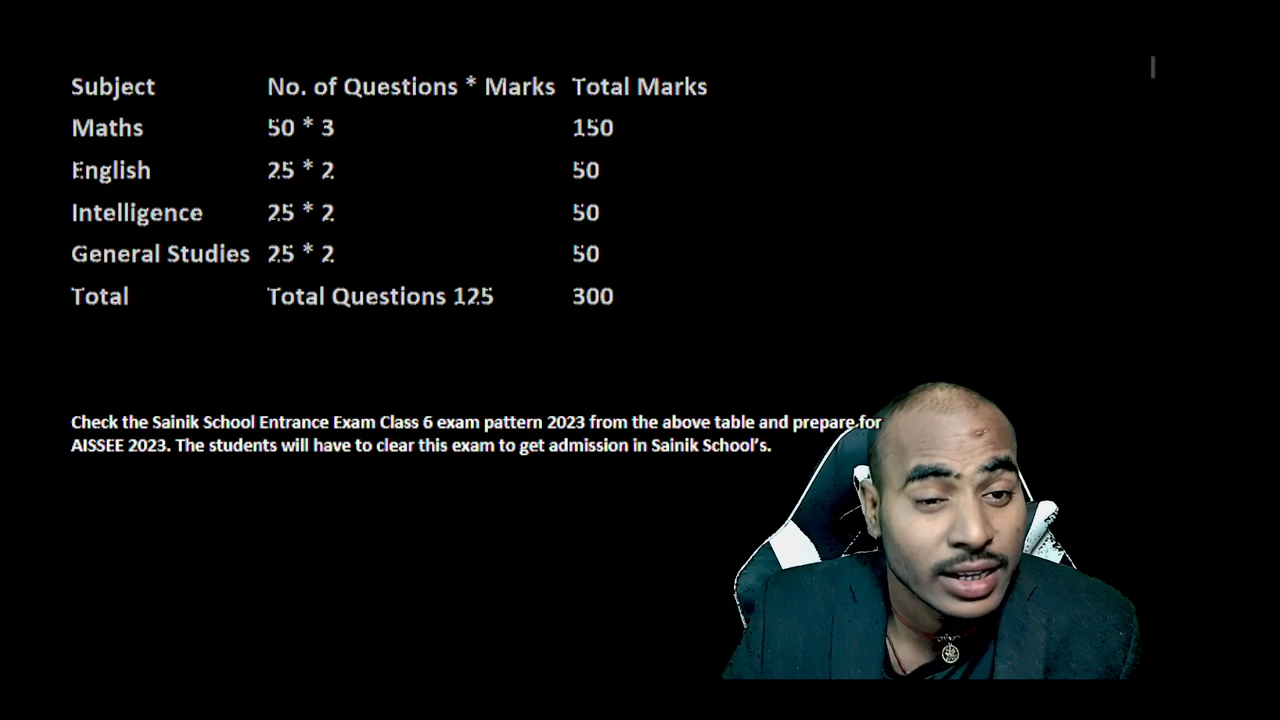 Subject No. of Questions * Marks Total Marks
Maths 50 * 3 150
English 25 * 2 50
Intelligence 25 * 2 50
General Studies 25 * 2 50
Total Total Questions 125 300
Check the Sainik School Entrance Exam Class 6 exam pattern 2023 from the above table and prepare for
AISSEE 2023. The students will have to clear this exam to get admission in Sainik School's.